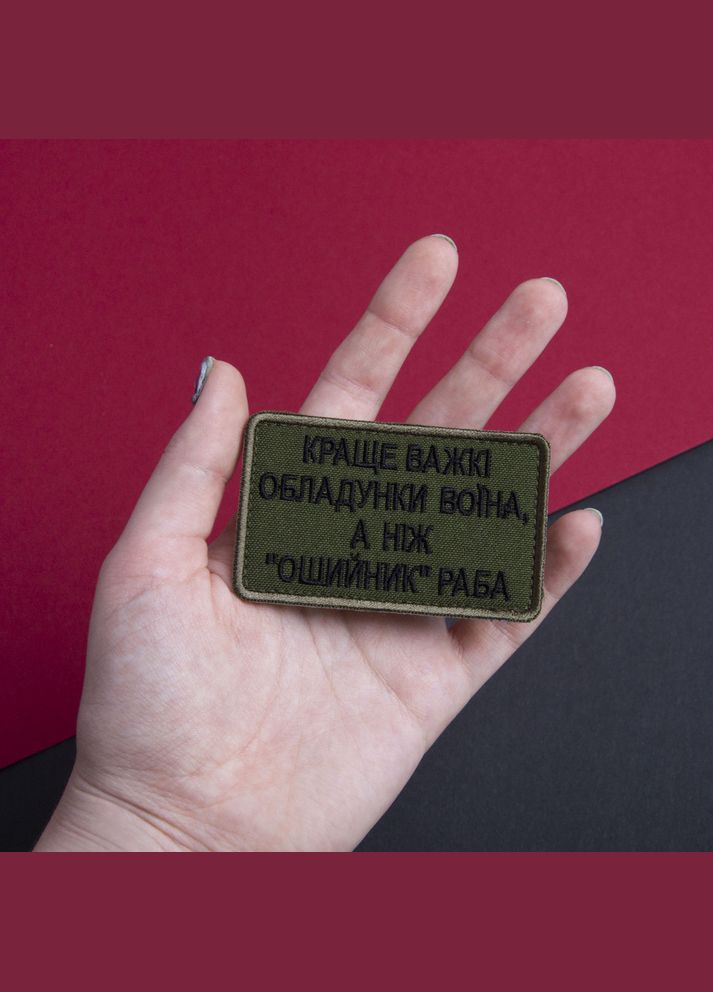 КРАЩЕ ВАЖКІ
ОБЛАДУНКИ ВОЇНА,
А НІЖ
"ОШИЙНИК" РАБА